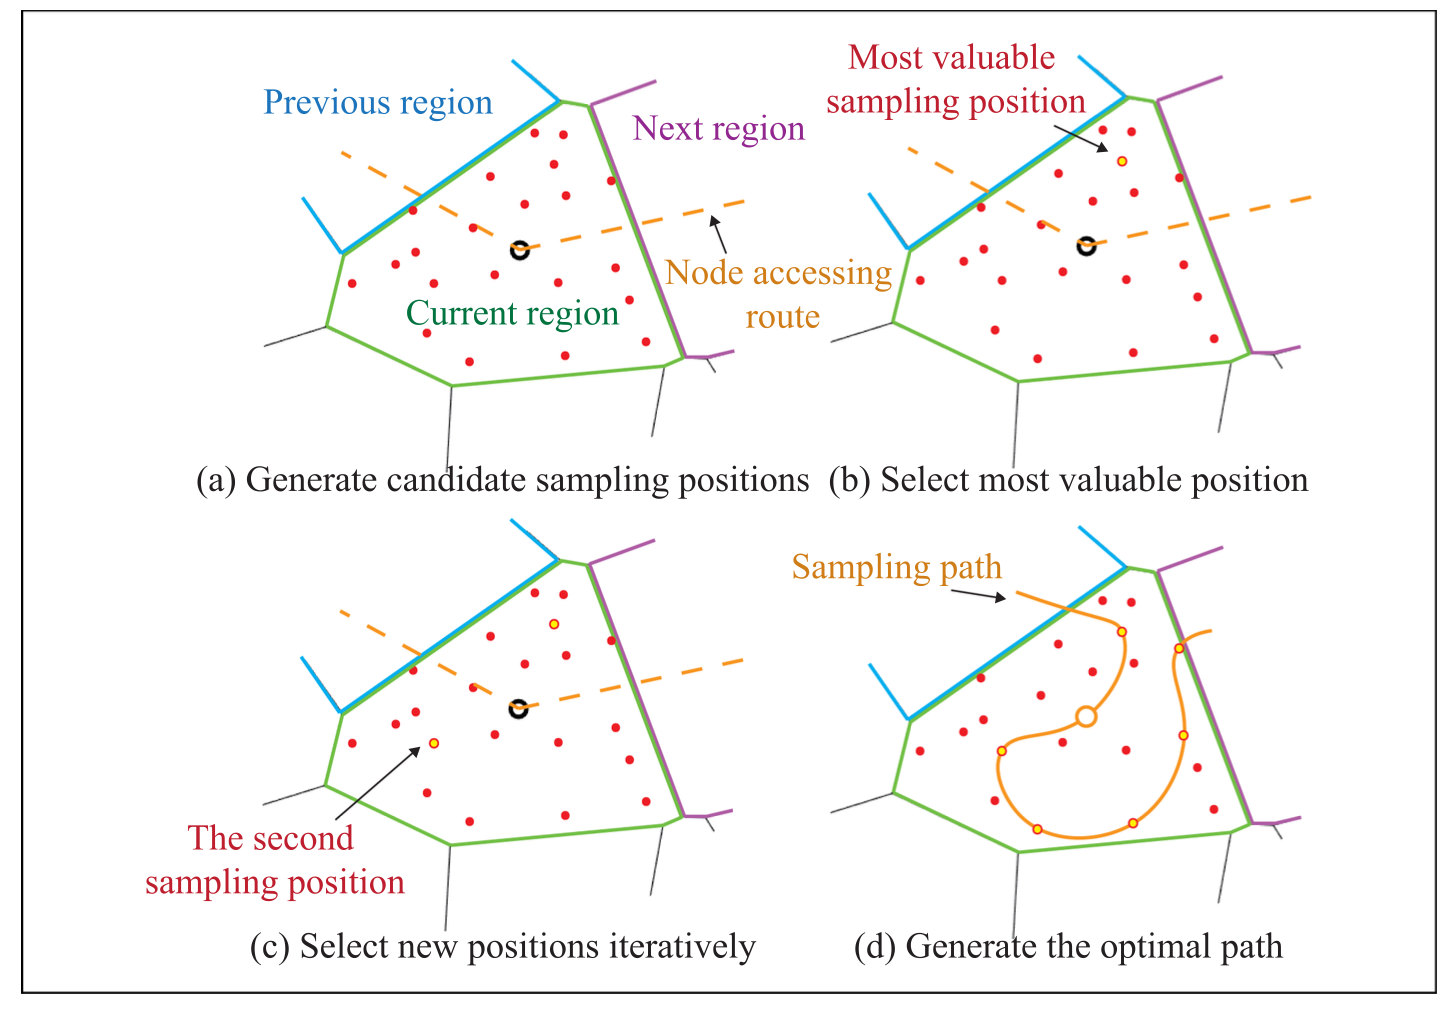 Previous region
Next region
Node accessing
route
Current region
(a) Generate candidate sampling positions
Most valuable
sampling position
(b) Select most valuable position
The second
sampling position
(c) Select new positions iteratively
Sampling path
(d) Generate the optimal path